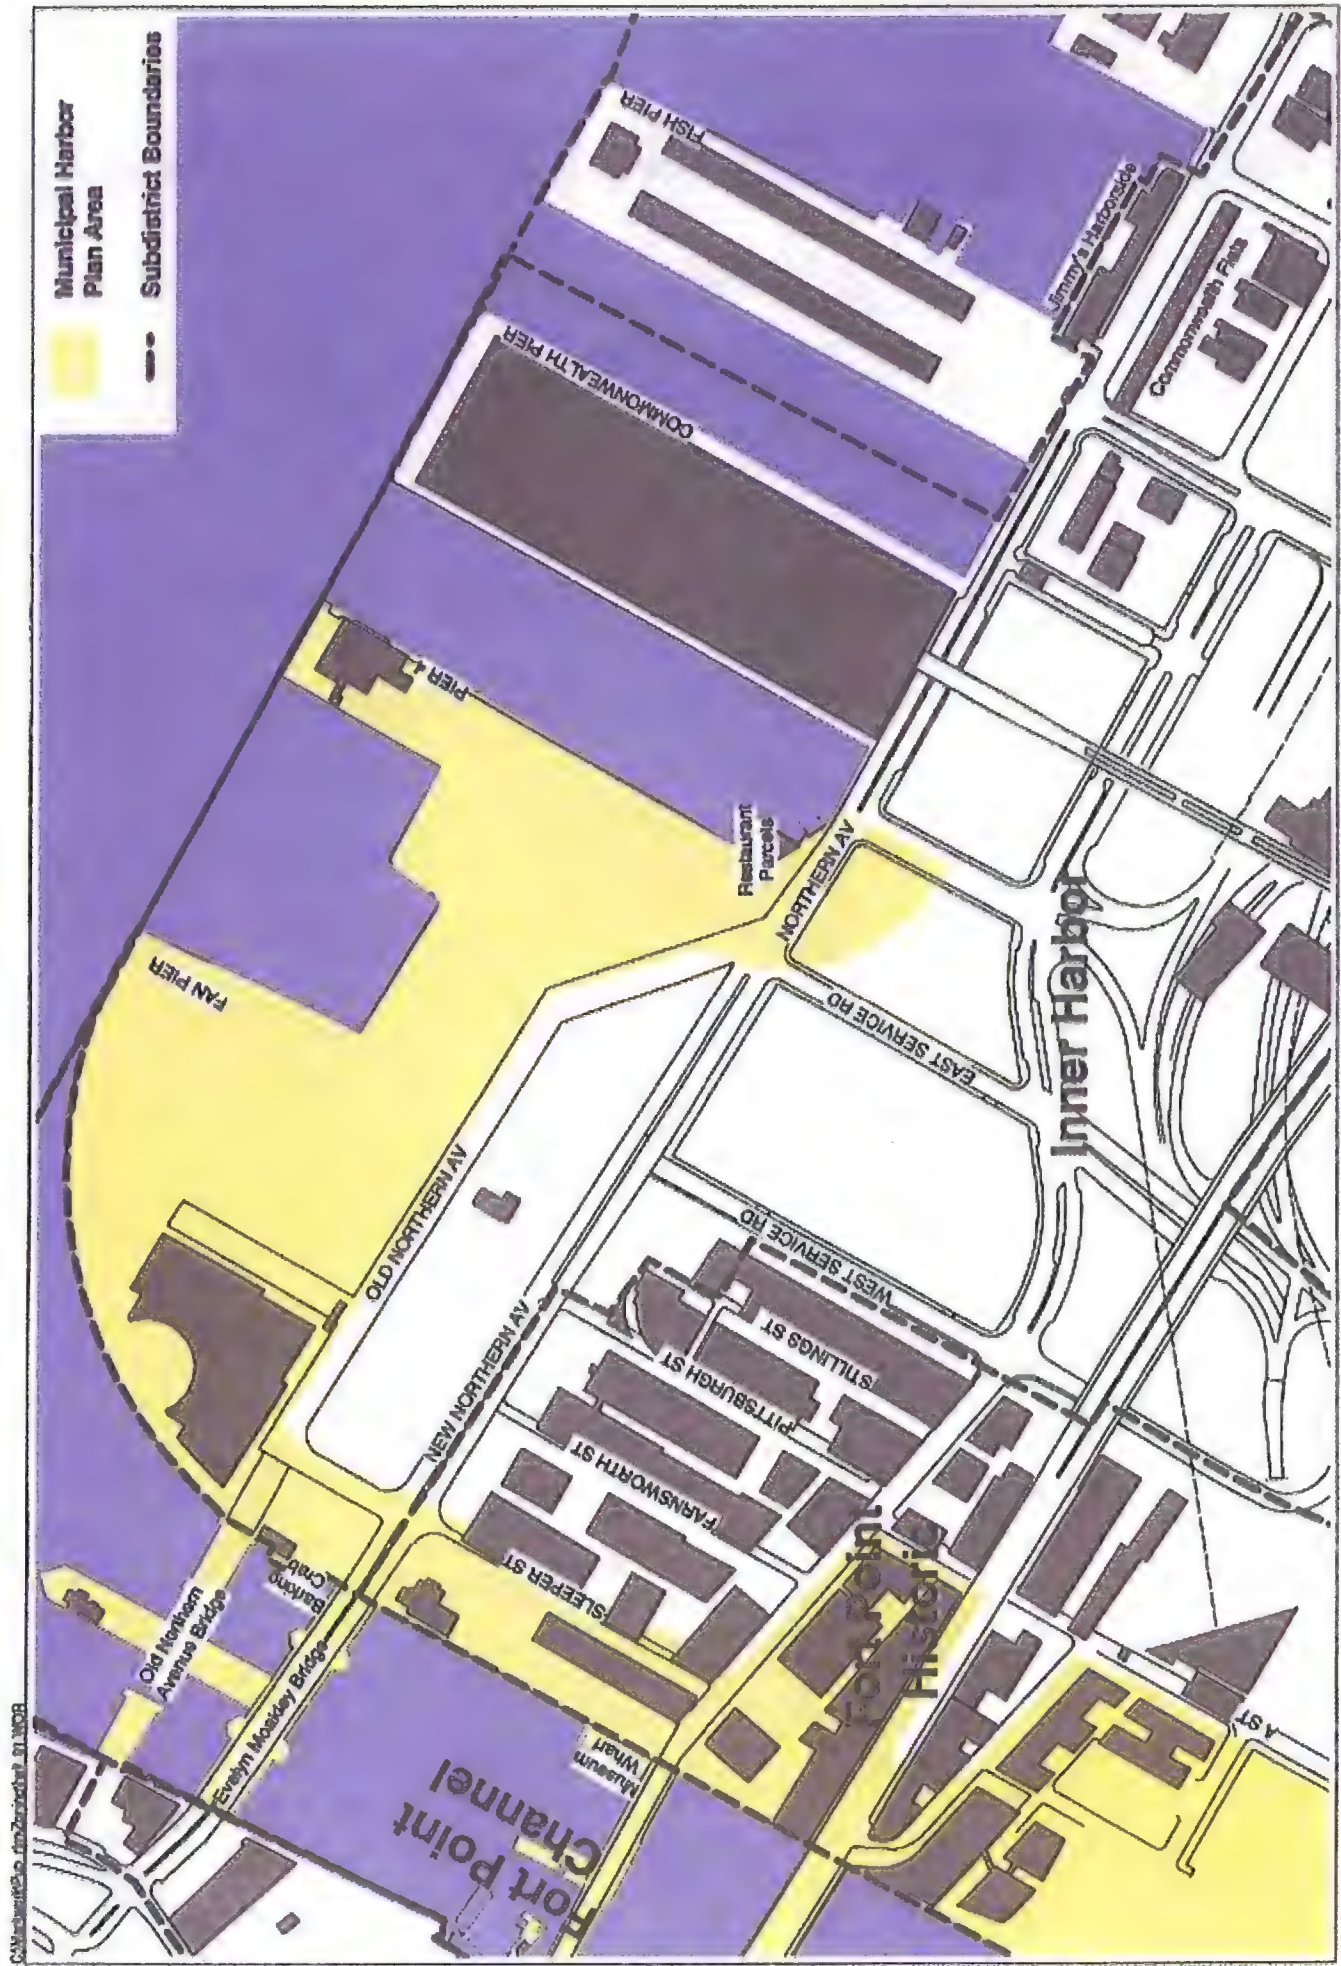 Municipal Harbor
Plan Area
Subdistrict Boundaries
FISH PIER
COMMONWEALTH PIER
Jimmy's Harborside
Commonwealth Flats
PIER 4
Restaurant
Parcels
NORTHERN AV
FAN PIER
EAST SERVICE RD
Inner Harbor
OLD NORTHERN AV
WEST SERVICE RD
NEW NORTHERN AV
STILLINGS ST
PITTSBURGH ST
FARNSWORTH ST
SLEEPER ST
Barking
Crab
Old Northern
Avenue Bridge
Evelyn Moakley Bridge
Museum
Wharf
Fort Point
Historic
ort Point
Channel
A ST